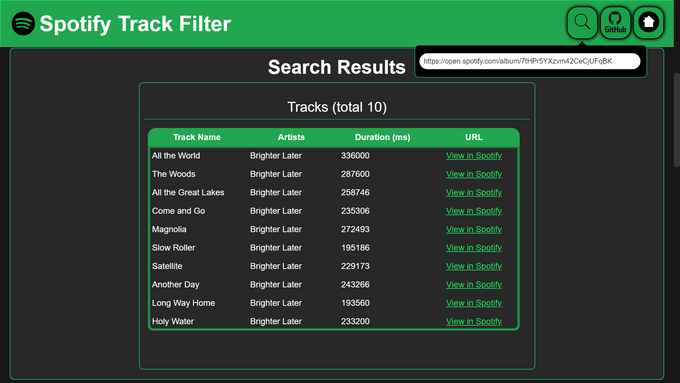 Spotify Track Filter
GitHub
https://open.spotify.com/album/7tHPr5YXzvm42CeCjUFqBK
Search Results
Tracks (total 10)
Track Name Artists Duration (ms) URL
All the World Brighter Later 336000 View in Spotify
The Woods Brighter Later 287600 View in Spotify
All the Great Lakes Brighter Later 258746 View in Spotify
Come and Go Brighter Later 235306 View in Spotify
Magnolia Brighter Later 272493 View in Spotify
Slow Roller Brighter Later 195186 View in Spotify
Satellite Brighter Later 229173 View in Spotify
Another Day Brighter Later 243266 View in Spotify
Long Way Home Brighter Later 193560 View in Spotify
Holy Water Brighter Later 233200 View in Spotify